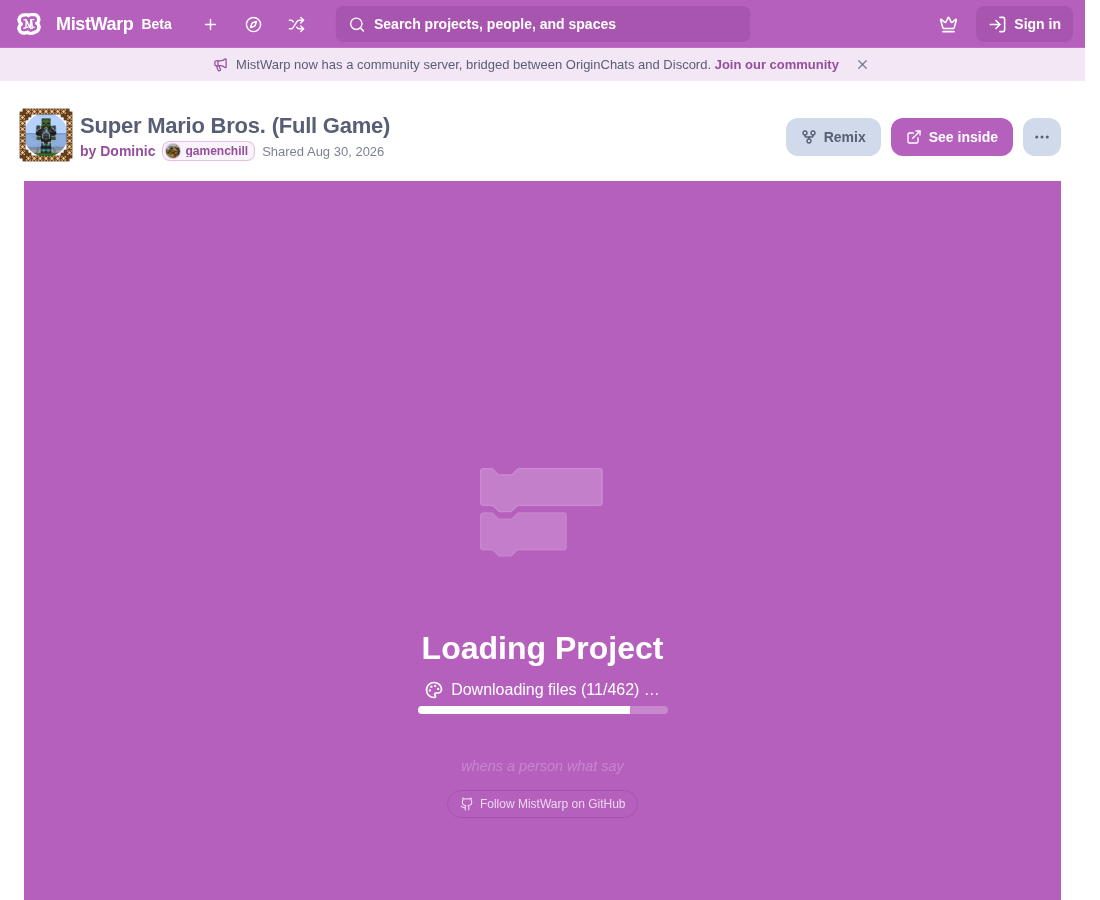 MistWarp Beta
Search projects, people, and spaces
Sign in
MistWarp now has a community server, bridged between OriginChats and Discord. Join our community
Super Mario Bros. (Full Game)
by Dominic gamenchill Shared Aug 30, 2026
Remix
See inside
Loading Project
Downloading files (11/462) …
whens a person what say
Follow MistWarp on GitHub